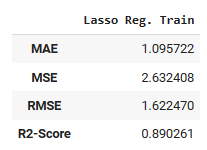 Lasso Reg. Train
MAE 1.095722
MSE 2.632408
RMSE 1.622470
R2-Score 0.890261